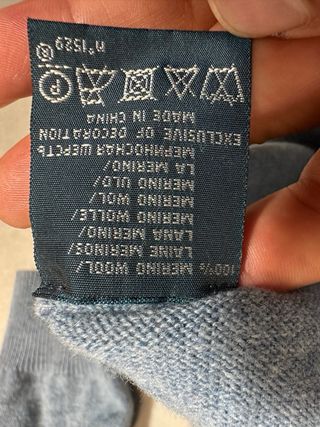 100% MERINO WOOL/
LAINE MERINOS/
LANA MERINO/
MERINO WOLLE/
MERINO WOL/
MERINO ULD/
LA MERINO/
МЕРИНОСНАЯ ШЕРСТЬ
EXCLUSIVE OF DECORATION
MADE IN CHINA
P
n°1529